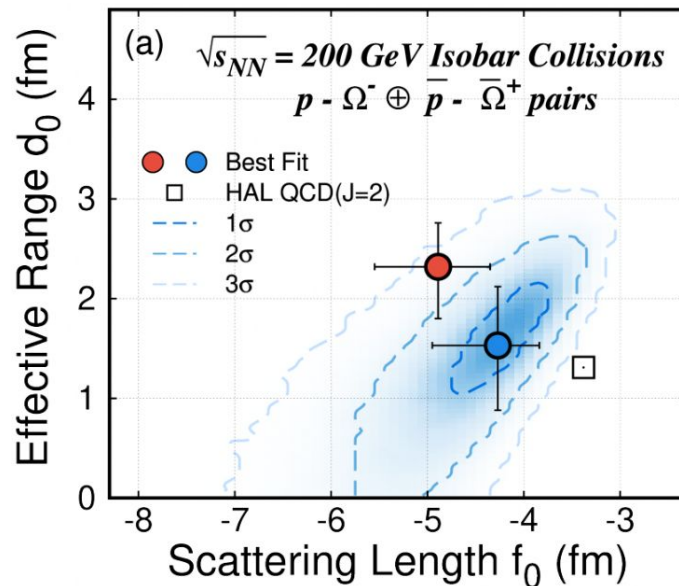 (a) √s_NN = 200 GeV Isobar Collisions
p - Ω⁻ ⊕ p̅ - Ω̅⁺ pairs
Best Fit
HAL QCD(J=2)
1σ
2σ
3σ
Effective Range d₀ (fm)
4
3
2
1
0
-8 -7 -6 -5 -4 -3
Scattering Length f₀ (fm)